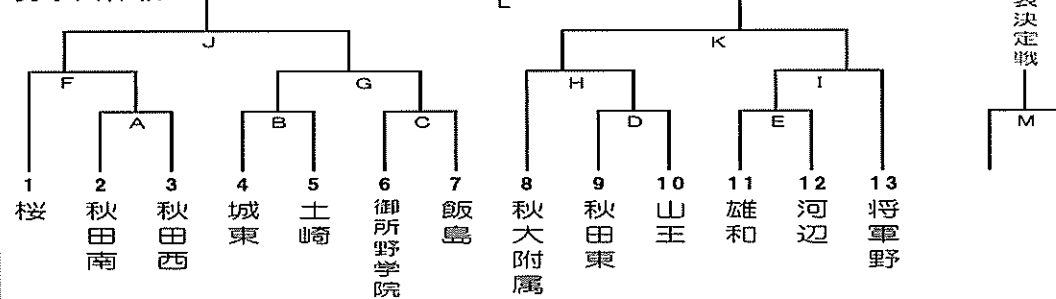 L
J
K
F
G
H
I
A
B
C
D
E
M
決定戦
1 桜
2 秋田南
3 秋田西
4 城東
5 土崎
6 御所野学院
7 飯島
8 秋大附属
9 秋田東
10 山王
11 雄和
12 河辺
13 将軍野